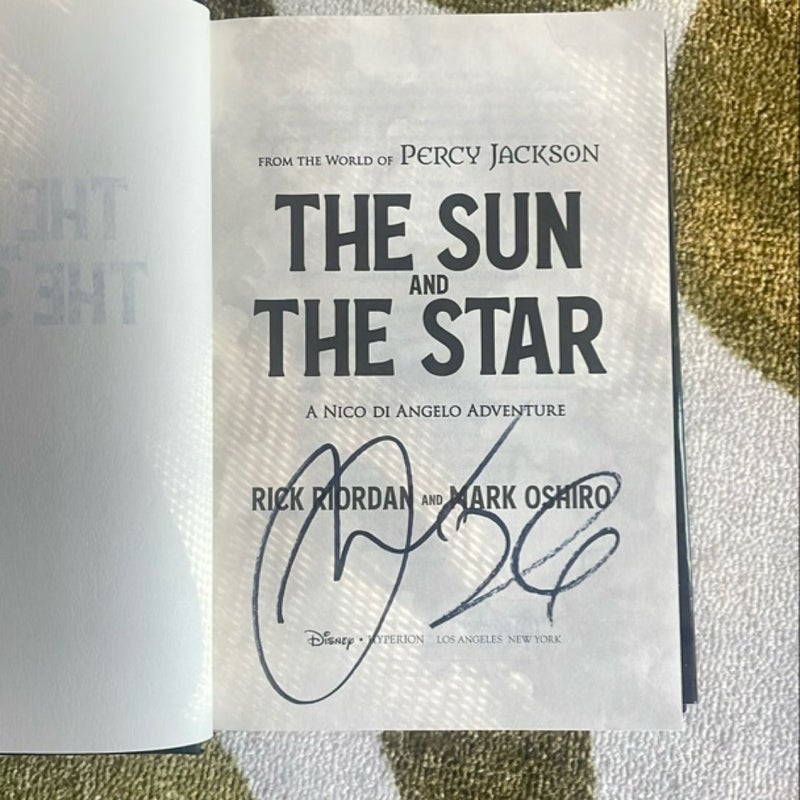 FROM THE WORLD OF PERCY JACKSON
THE SUN
AND
THE STAR
A NICO DI ANGELO ADVENTURE
RICK RIORDAN AND MARK OSHIRO
DISNEY • HYPERION LOS ANGELES NEW YORK